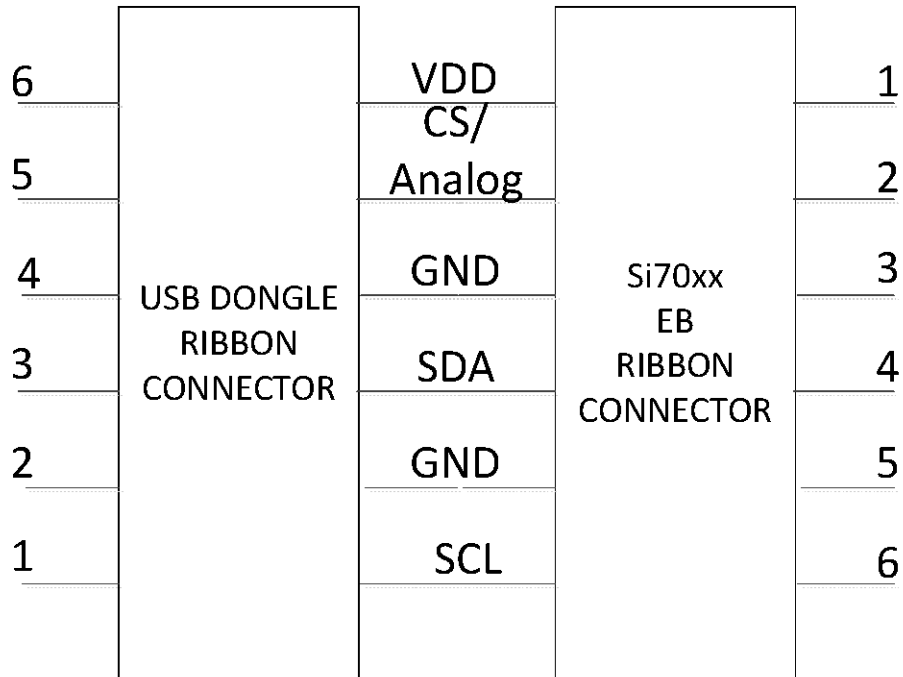 6
VDD
1
CS/
5
Analog
2
4
GND
3
USB DONGLE
RIBBON
CONNECTOR
Si70xx
EB
RIBBON
CONNECTOR
3
SDA
4
2
GND
5
1
SCL
6